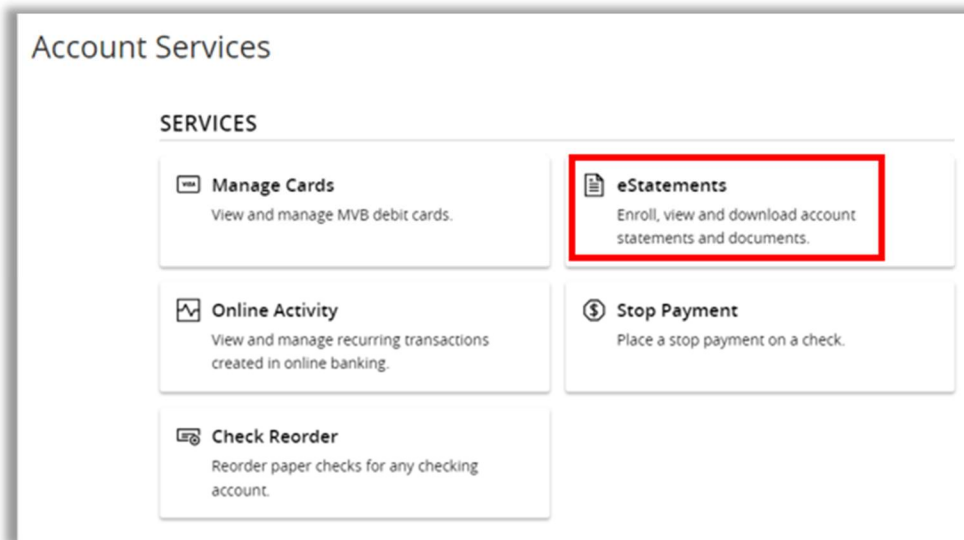 Account Services
SERVICES
VISA
Manage Cards
View and manage MVB debit cards.
eStatements
Enroll, view and download account
statements and documents.
Online Activity
View and manage recurring transactions
created in online banking.
$
Stop Payment
Place a stop payment on a check.
Check Reorder
Reorder paper checks for any checking
account.